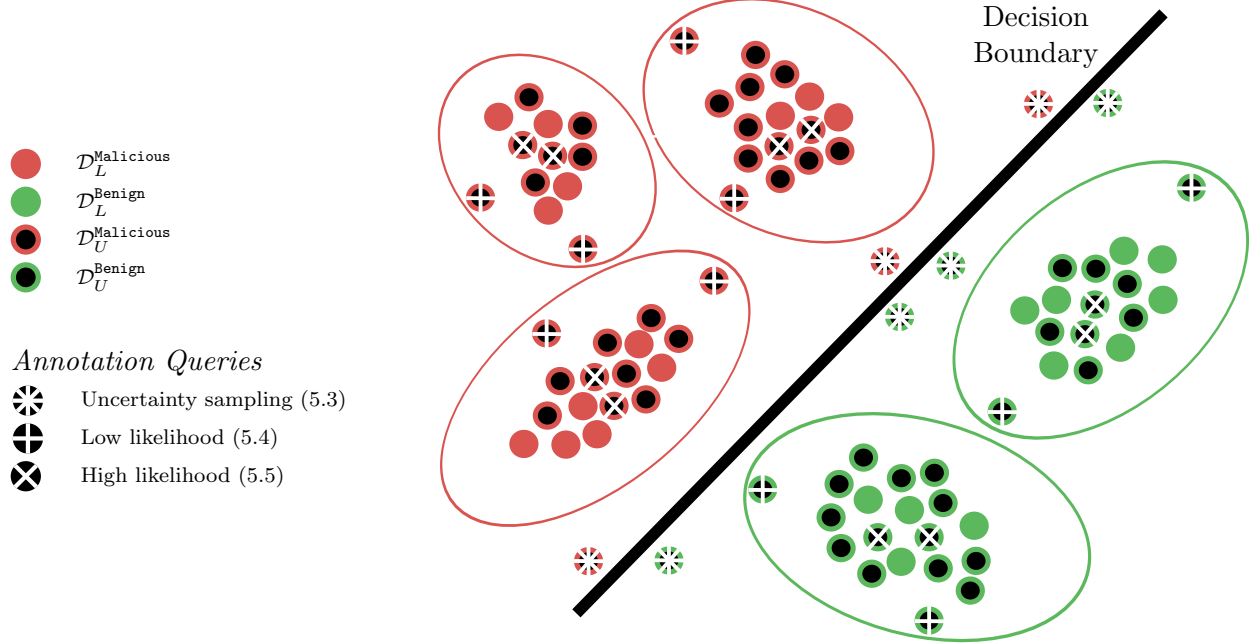 Decision
Boundary
𝒟_L^Malicious
𝒟_L^Benign
𝒟_U^Malicious
𝒟_U^Benign
Annotation Queries
Uncertainty sampling (5.3)
Low likelihood (5.4)
High likelihood (5.5)